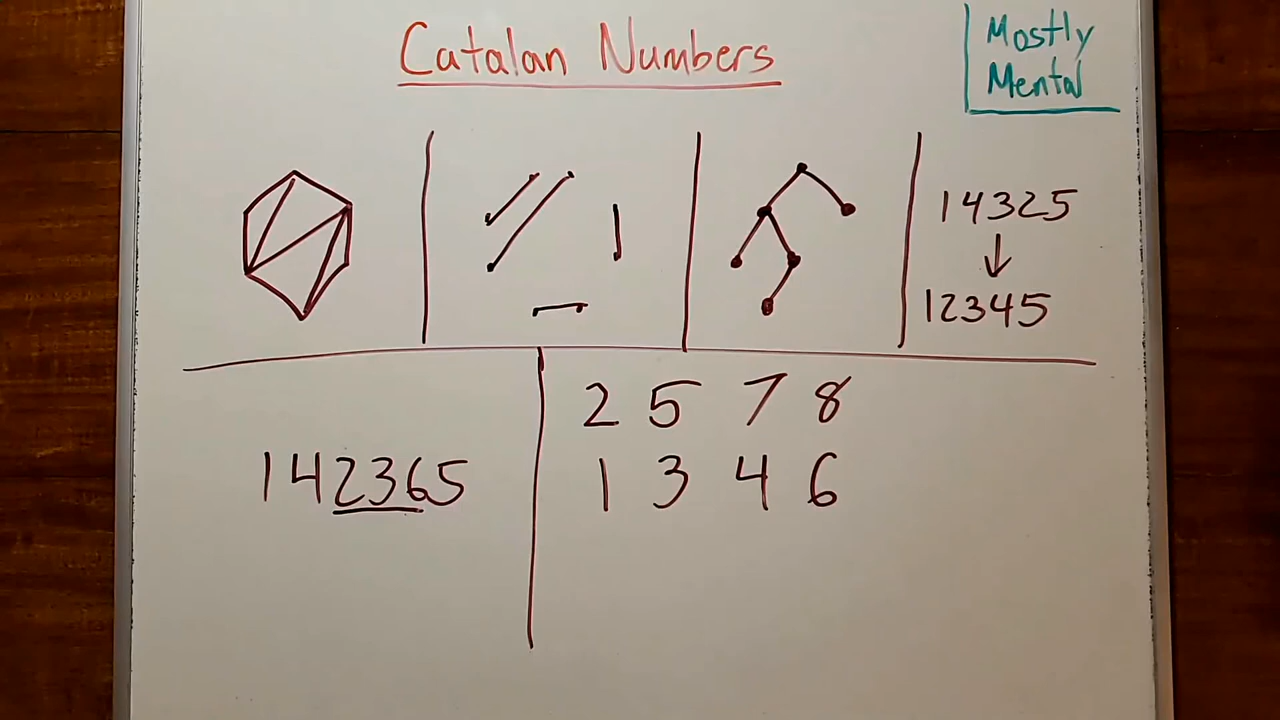 Catalan Numbers
Mostly
Mental
14325
↓
12345
142365
2 5 7 8
1 3 4 6